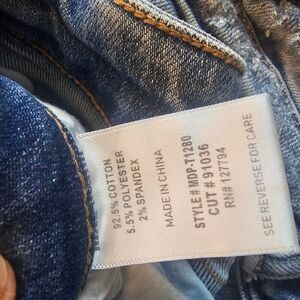 92.5% COTTON
5.5% POLYESTER
2% SPANDEX
MADE IN CHINA
STYLE # MDP-T1280
CUT # 91036
RN# 127794
SEE REVERSE FOR CARE